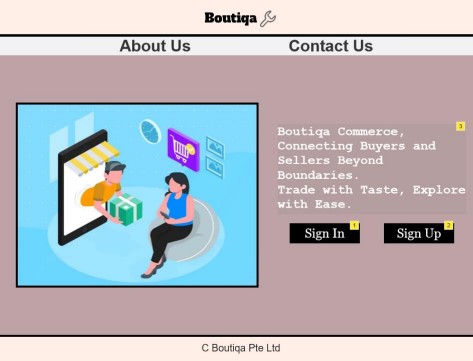 Boutiqa
About Us Contact Us
3
Boutiqa Commerce,
Connecting Buyers and
Sellers Beyond
Boundaries.
Trade with Taste, Explore
with Ease.
Sign In 1 Sign Up 2
C Boutiqa Pte Ltd